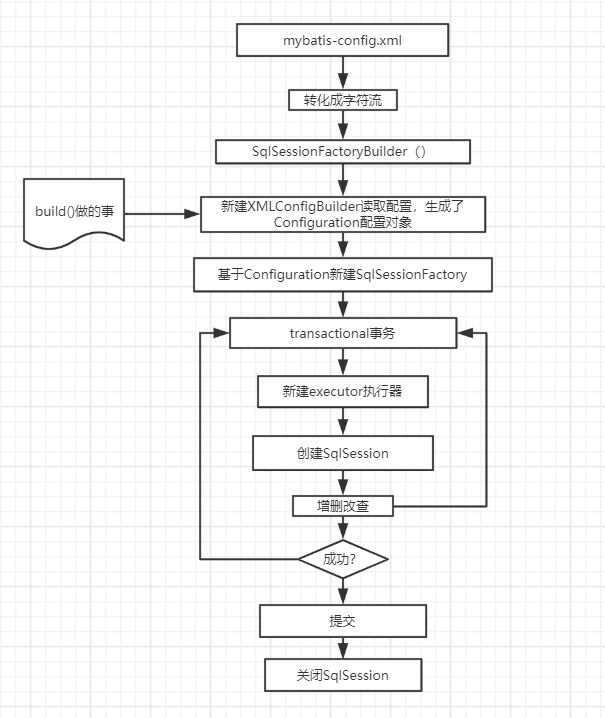 mybatis-config.xml
转化成字符流
SqlSessionFactoryBuilder（）
build()做的事
新建XMLConfigBuilder读取配置，生成了
Configuration配置对象
基于Configuration新建SqlSessionFactory
transactional事务
新建executor执行器
创建SqlSession
增删改查
成功？
提交
关闭SqlSession